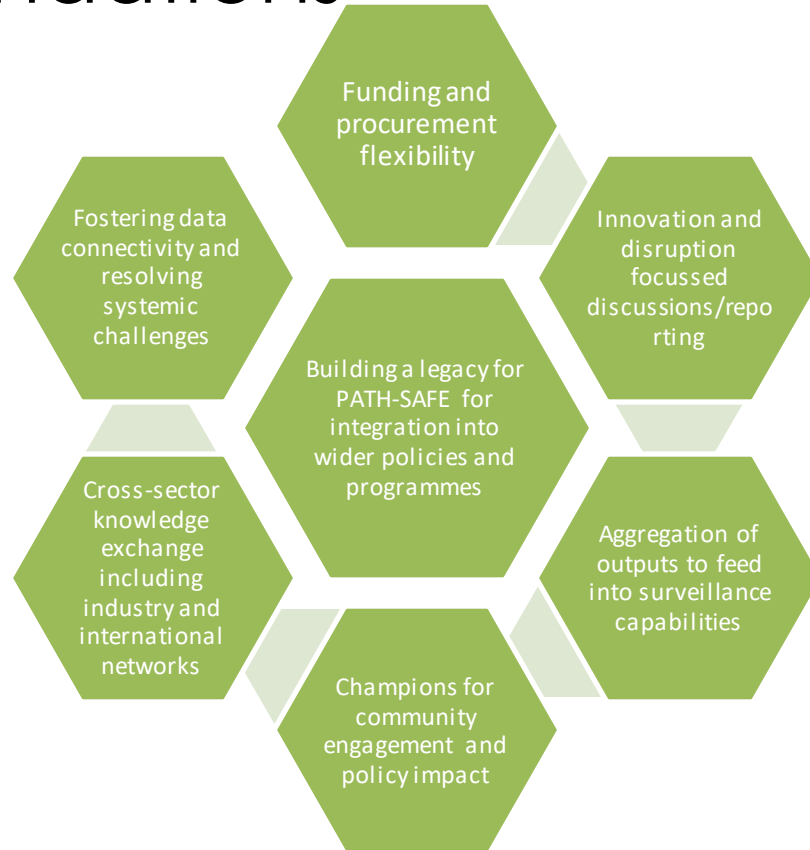 Funding and
procurement
flexibility
Innovation and
disruption
focussed
discussions/repo
rting
Aggregation of
outputs to feed
into surveillance
capabilities
Champions for
community
engagement and
policy impact
Cross-sector
knowledge
exchange
including
industry and
international
networks
Fostering data
connectivity and
resolving
systemic
challenges
Building a legacy for
PATH-SAFE for
integration into
wider policies and
programmes